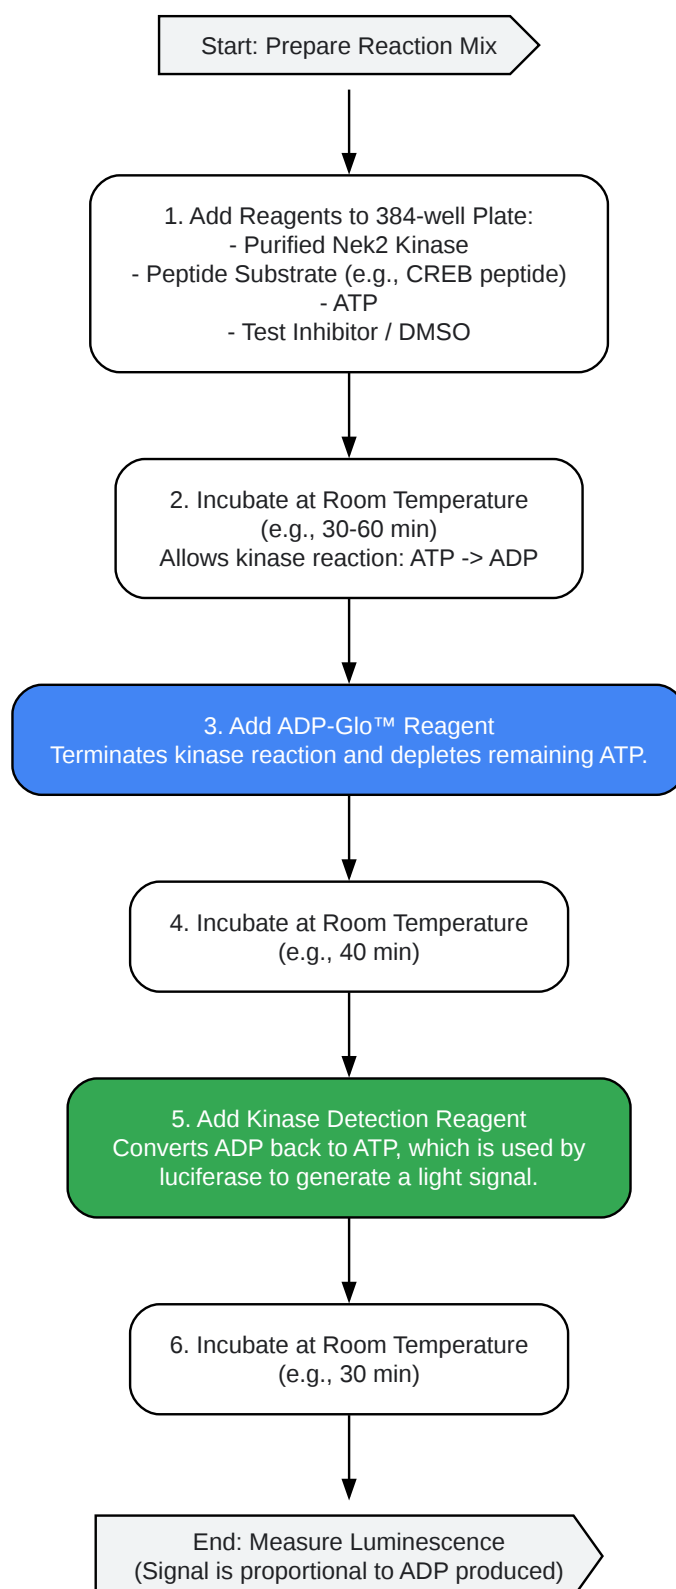 Start: Prepare Reaction Mix
1. Add Reagents to 384-well Plate:
- Purified Nek2 Kinase
- Peptide Substrate (e.g., CREB peptide)
- ATP
- Test Inhibitor / DMSO
2. Incubate at Room Temperature
(e.g., 30-60 min)
Allows kinase reaction: ATP -> ADP
3. Add ADP-Glo™ Reagent
Terminates kinase reaction and depletes remaining ATP.
4. Incubate at Room Temperature
(e.g., 40 min)
5. Add Kinase Detection Reagent
Converts ADP back to ATP, which is used by
luciferase to generate a light signal.
6. Incubate at Room Temperature
(e.g., 30 min)
End: Measure Luminescence
(Signal is proportional to ADP produced)